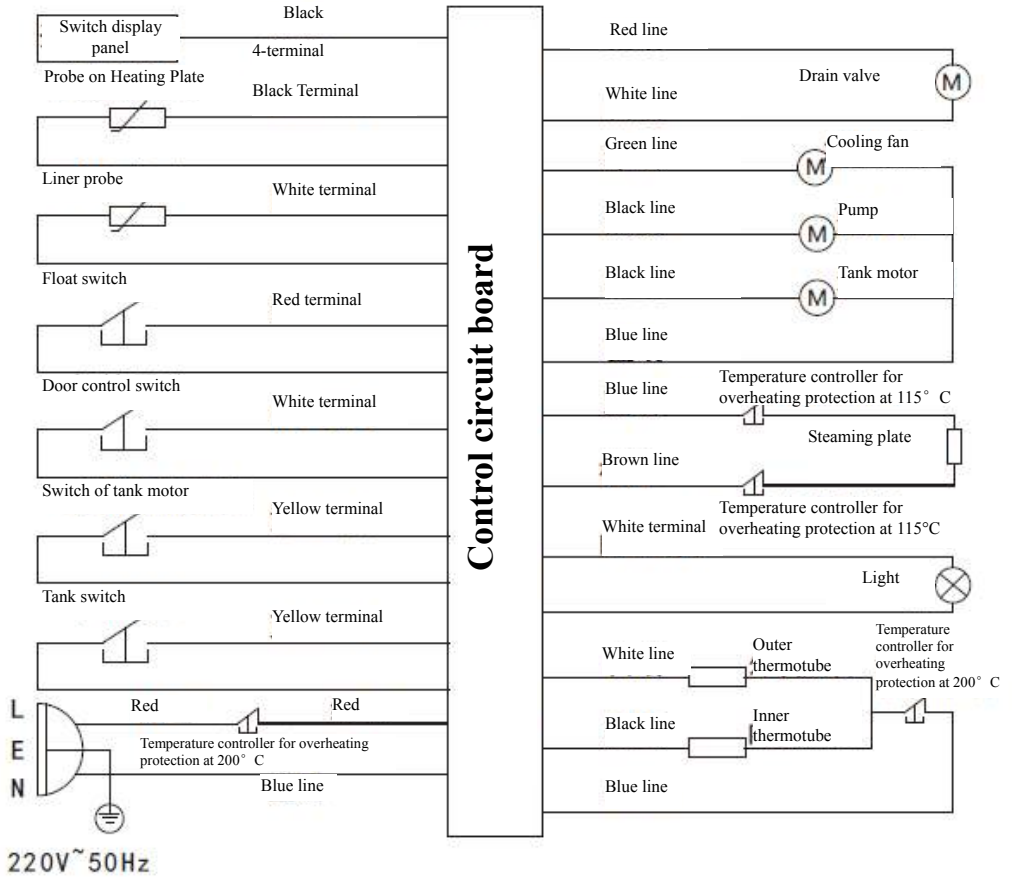 Switch display
panel
Black
4-terminal
Probe on Heating Plate
Black Terminal
Liner probe
White terminal
Float switch
Red terminal
Door control switch
White terminal
Switch of tank motor
Yellow terminal
Tank switch
Yellow terminal
L
E
N
Red
Red
Temperature controller for overheating
protection at 200°C
Blue line
220V~50Hz
Control circuit board
Red line
Drain valve
M
White line
Green line
Cooling fan
M
Black line
Pump
M
Black line
Tank motor
M
Blue line
Blue line
Temperature controller for
overheating protection at 115°C
Steaming plate
Brown line
Temperature controller for
overheating protection at 115°C
White terminal
Light
White line
Outer
thermotube
Temperature
controller for
overheating
protection at 200°C
Black line
Inner
thermotube
Blue line